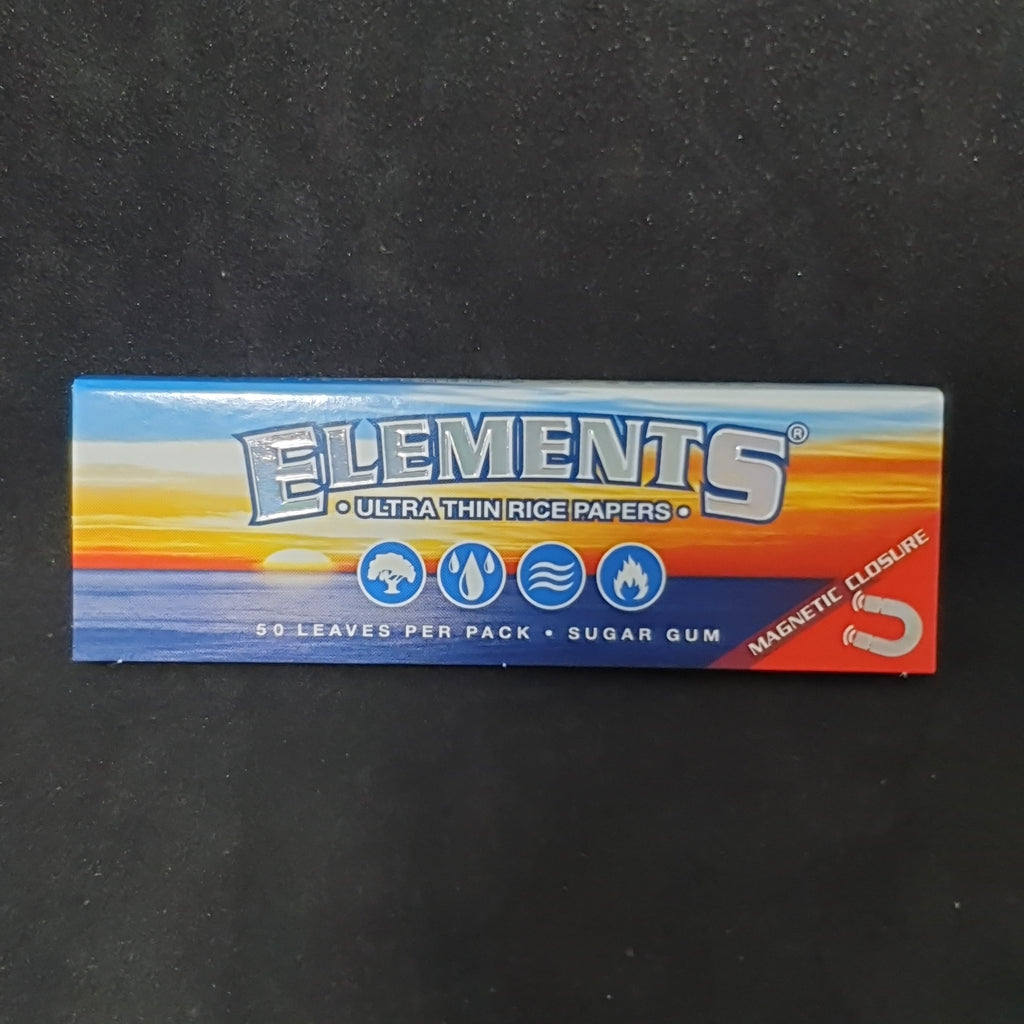 ELEMENTS®
• ULTRA THIN RICE PAPERS •
50 LEAVES PER PACK • SUGAR GUM
MAGNETIC CLOSURE